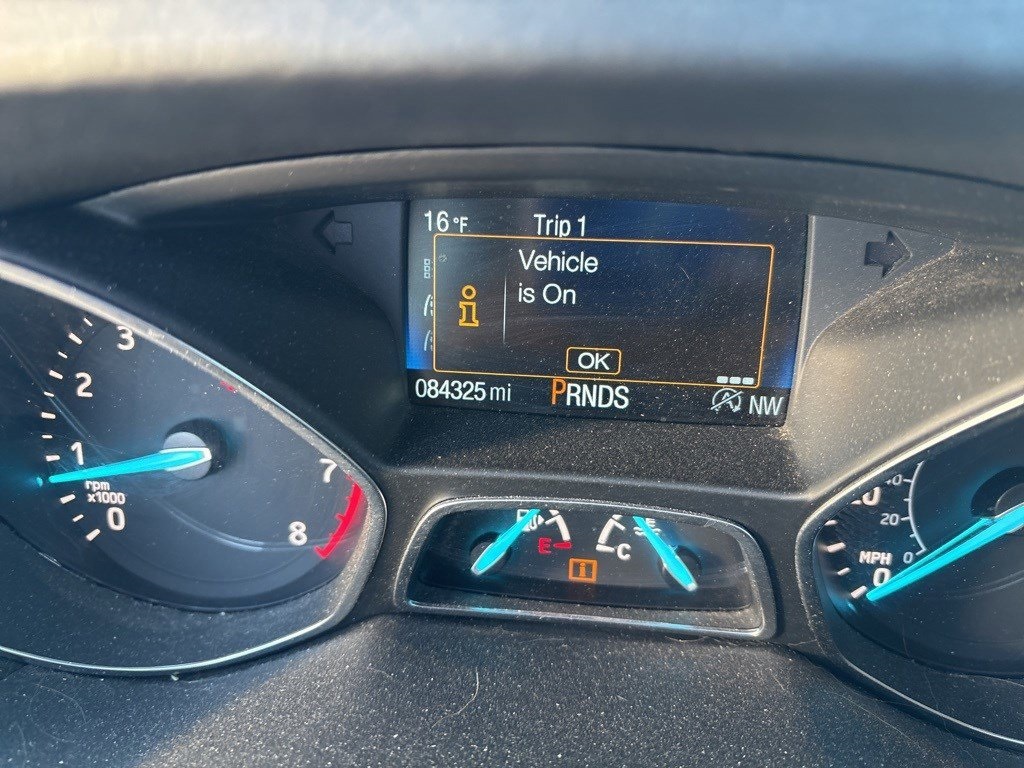 16 °F
Trip 1
Vehicle
is On
i
OK
084325 mi
PRNDS
NW
3
2
1
rpm
x1000
0
7
8
E
C
i
20
0
MPH
0